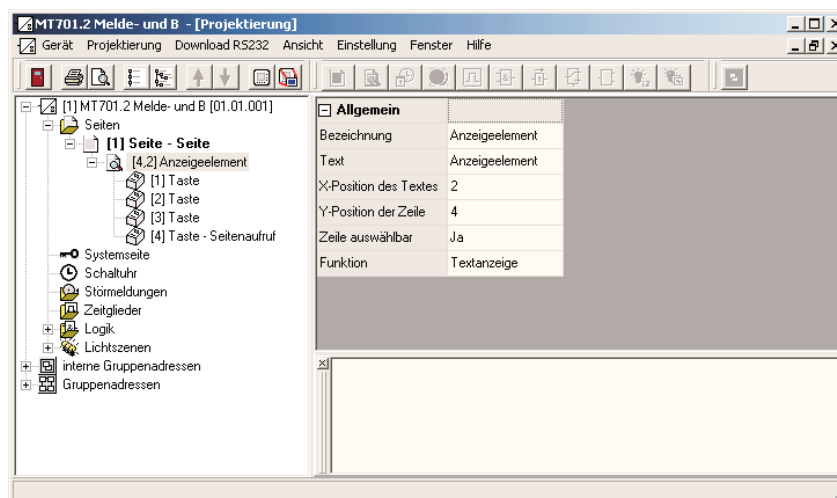 MT701.2 Melde- und B - [Projektierung]
Gerät Projektierung Download RS232 Ansicht Einstellung Fenster Hilfe
[1] MT701.2 Melde- und B [01.01.001]
Seiten
[1] Seite - Seite
[4,2] Anzeigeelement
[1] Taste
[2] Taste
[3] Taste
[4] Taste - Seitenaufruf
Systemseite
Schaltuhr
Störmeldungen
Zeitglieder
Logik
Lichtszenen
interne Gruppenadressen
Gruppenadressen
Allgemein
Bezeichnung Anzeigeelement
Text Anzeigeelement
X-Position des Textes 2
Y-Position der Zeile 4
Zeile auswählbar Ja
Funktion Textanzeige